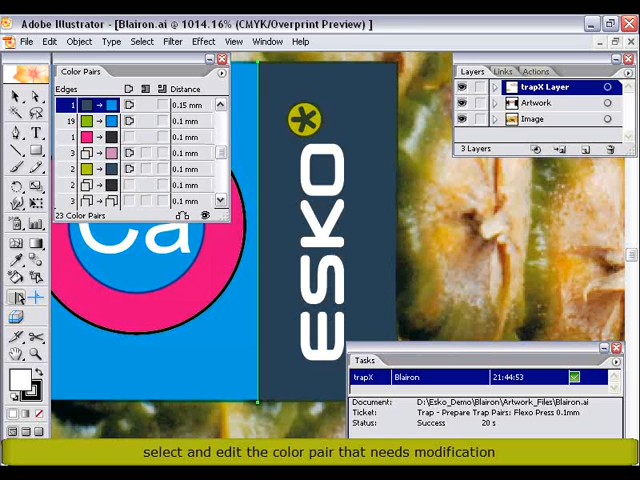 Adobe Illustrator - [Blairon.ai @ 1014.16% (CMYK/Overprint Preview) ]
File Edit Object Type Select Filter Effect View Window Help
Color Pairs
Edges Distance
1 0.15 mm
19 0.1 mm
1 0.1 mm
3 0.1 mm
2 0.1 mm
2 0.1 mm
3 0.1 mm
23 Color Pairs
Layers Links Actions
trapX Layer
Artwork
Image
3 Layers
Ca
ESKO
Tasks
trapX Blairon 21:44:53
Document: D:\Esko_Demo\Blairon\Artwork_Files\Blairon.ai
Ticket: Trap - Prepare Trap Pairs: Flexo Press 0.1mm
Status: Success 20 s
select and edit the color pair that needs modification